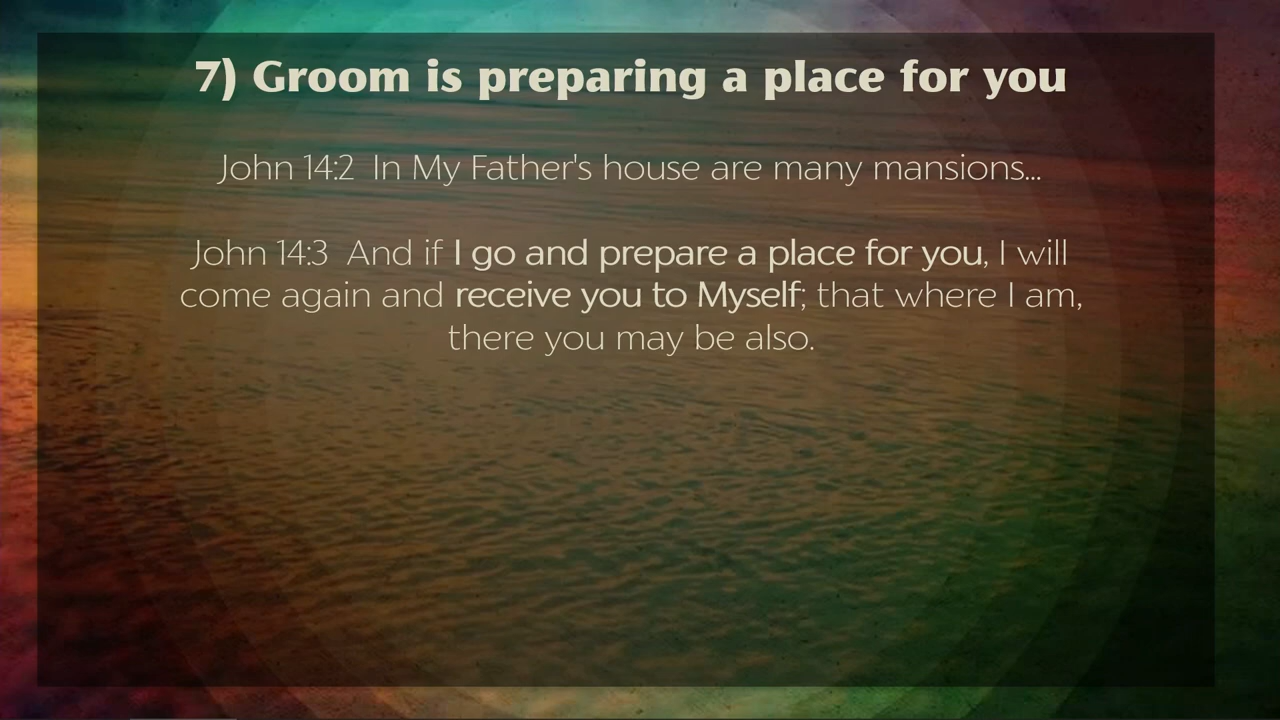 7) Groom is preparing a place for you
John 14:2  In My Father's house are many mansions...
John 14:3  And if I go and prepare a place for you, I will
come again and receive you to Myself; that where I am,
there you may be also.